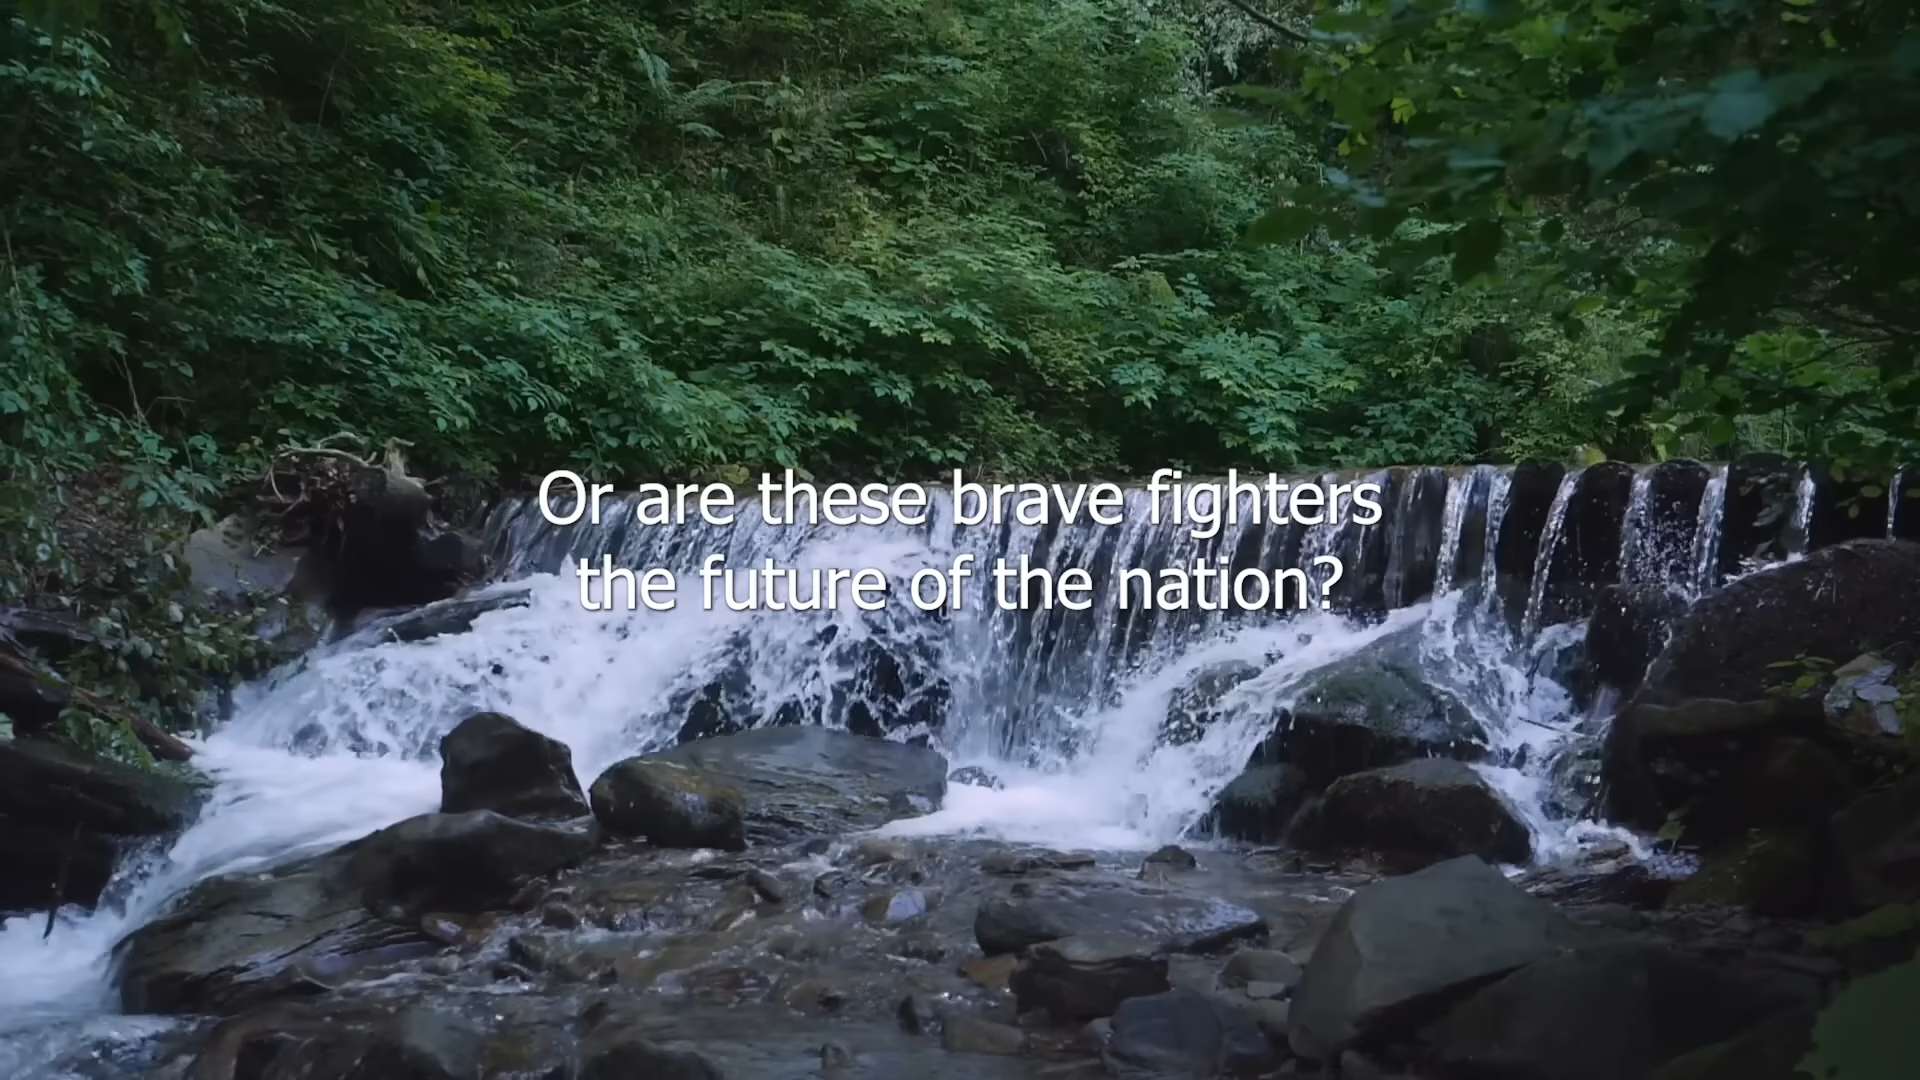 Or are these brave fighters
the future of the nation?